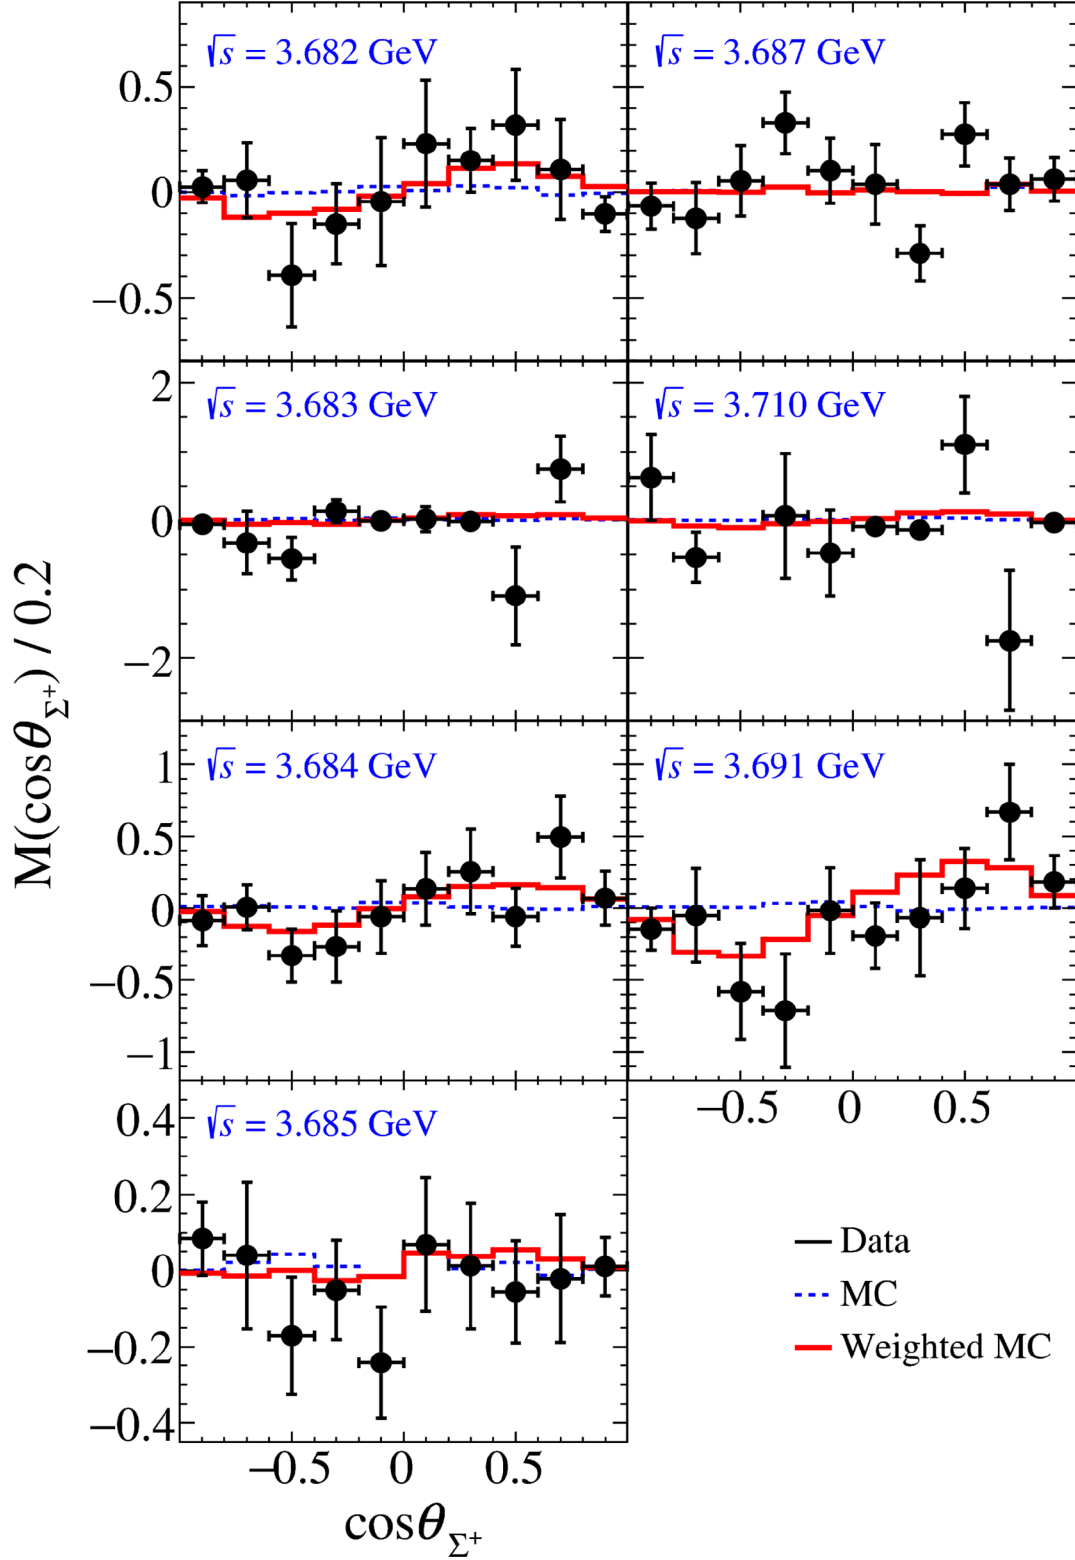 √s = 3.682 GeV
√s = 3.687 GeV
0.5
0
−0.5
√s = 3.683 GeV
√s = 3.710 GeV
2
0
−2
√s = 3.684 GeV
√s = 3.691 GeV
1
0.5
0
−0.5
−1
−0.5 0 0.5
√s = 3.685 GeV
0.4
0.2
0
−0.2
−0.4
−0.5 0 0.5
cosθ_Σ⁺
M(cosθ_Σ⁺) / 0.2
Data
MC
Weighted MC